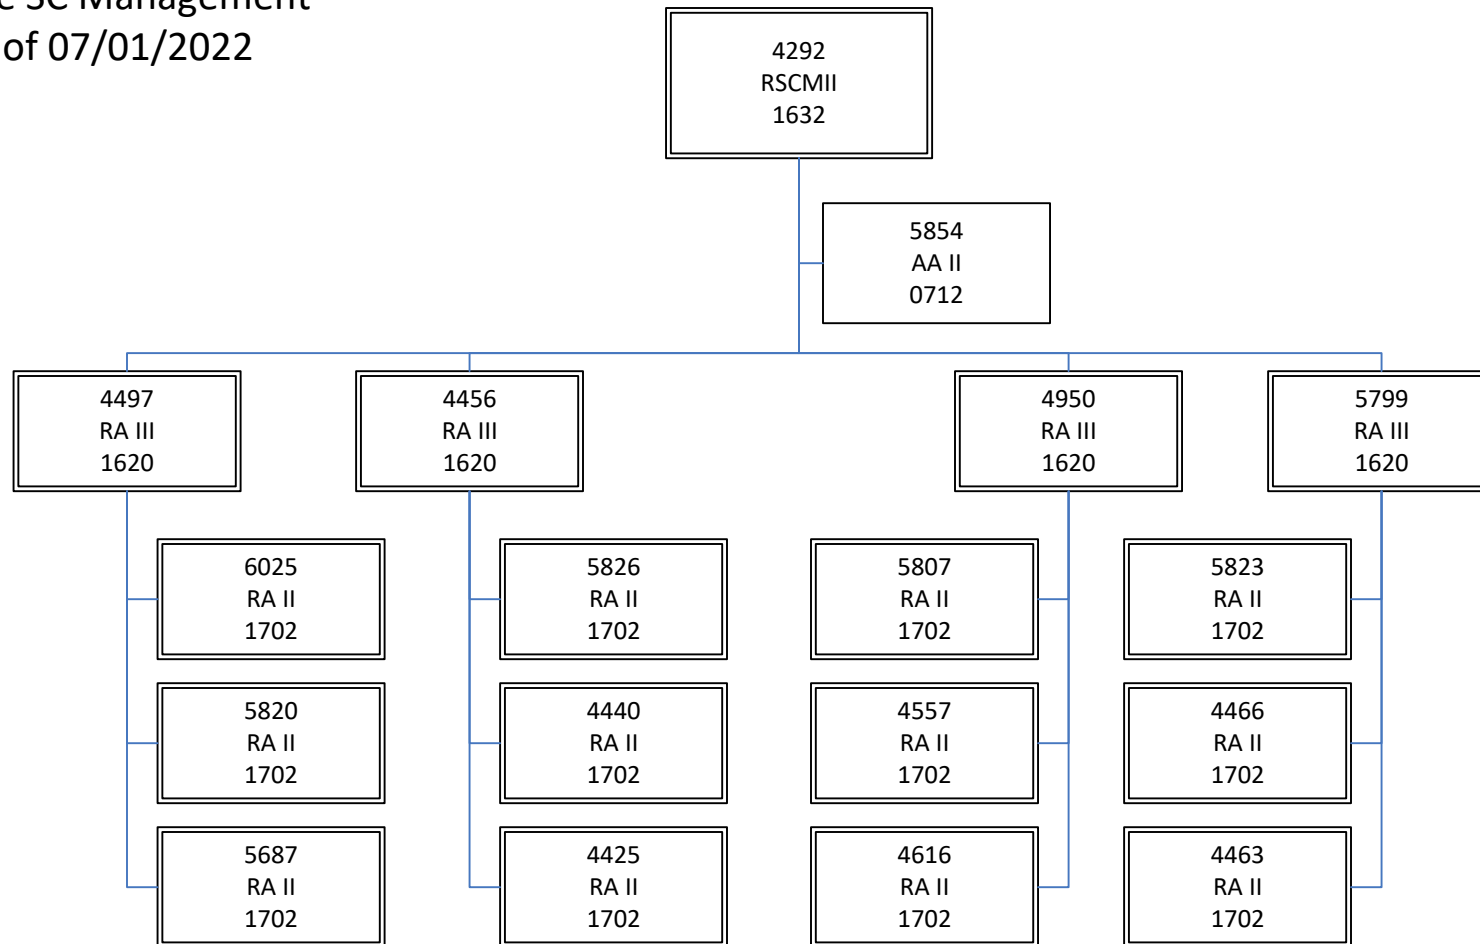 SC Management
of 07/01/2022
4292
RSCMII
1632
5854
AA II
0712
4497
RA III
1620
4456
RA III
1620
4950
RA III
1620
5799
RA III
1620
6025
RA II
1702
5826
RA II
1702
5807
RA II
1702
5823
RA II
1702
5820
RA II
1702
4440
RA II
1702
4557
RA II
1702
4466
RA II
1702
5687
RA II
1702
4425
RA II
1702
4616
RA II
1702
4463
RA II
1702